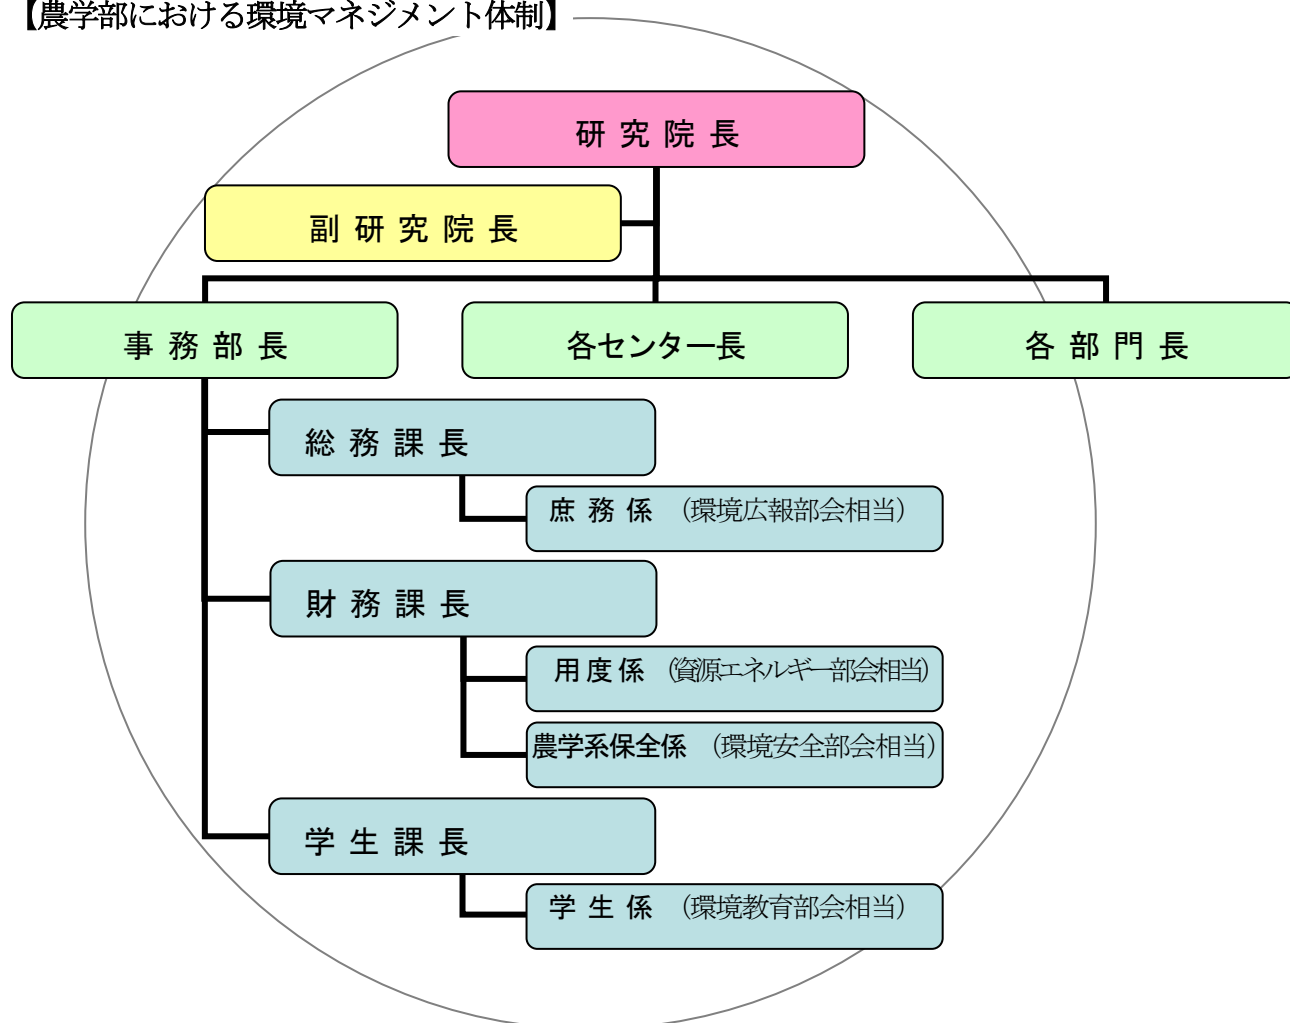 【農学部における環境マネジメント体制】
研究院長
副研究院長
事務部長
各センター長
各部門長
総務課長
庶務係 （環境広報部会相当）
財務課長
用度係 （資源エネルギー部会相当）
農学系保全係 （環境安全部会相当）
学生課長
学生係 （環境教育部会相当）